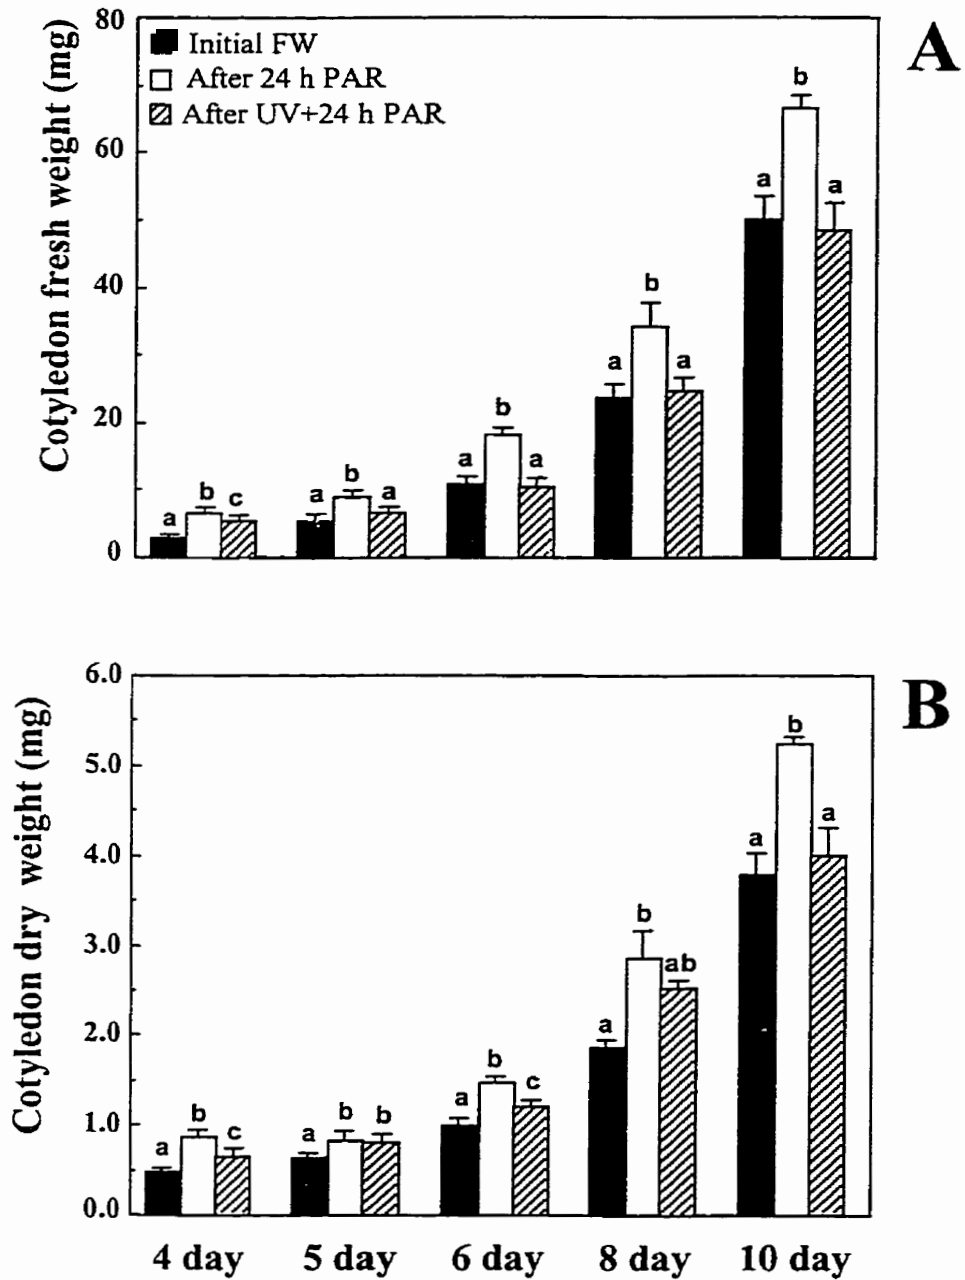 A
Cotyledon fresh weight (mg)
80
60
40
20
0
Initial FW
After 24 h PAR
After UV+24 h PAR
a
b
c
a
b
a
a
b
a
a
b
a
a
b
a
B
Cotyledon dry weight (mg)
6.0
5.0
4.0
3.0
2.0
1.0
0.0
a
b
c
a
b
b
a
b
c
a
b
ab
a
b
a
4 day
5 day
6 day
8 day
10 day